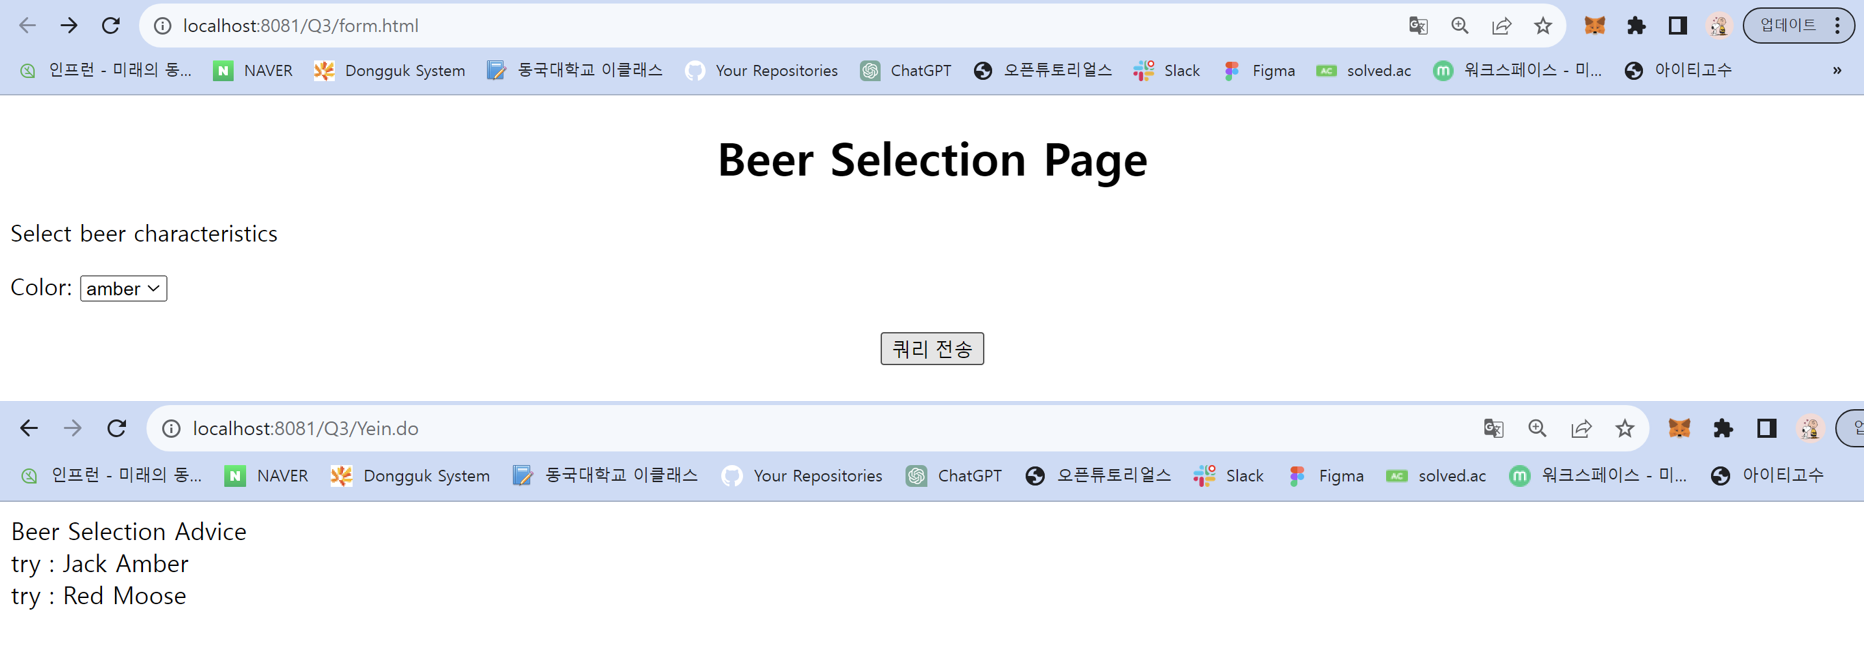 localhost:8081/Q3/form.html 업데이트
인프런 - 미래의 동... NAVER Dongguk System 동국대학교 이클래스 Your Repositories ChatGPT 오픈튜토리얼스 Slack Figma AC solved.ac m 워크스페이스 - 미... 아이티고수 »
Beer Selection Page
Select beer characteristics
Color: amber
쿼리 전송
localhost:8081/Q3/Yein.do 업
인프런 - 미래의 동... NAVER Dongguk System 동국대학교 이클래스 Your Repositories ChatGPT 오픈튜토리얼스 Slack Figma AC solved.ac m 워크스페이스 - 미... 아이티고수
Beer Selection Advice
try : Jack Amber
try : Red Moose